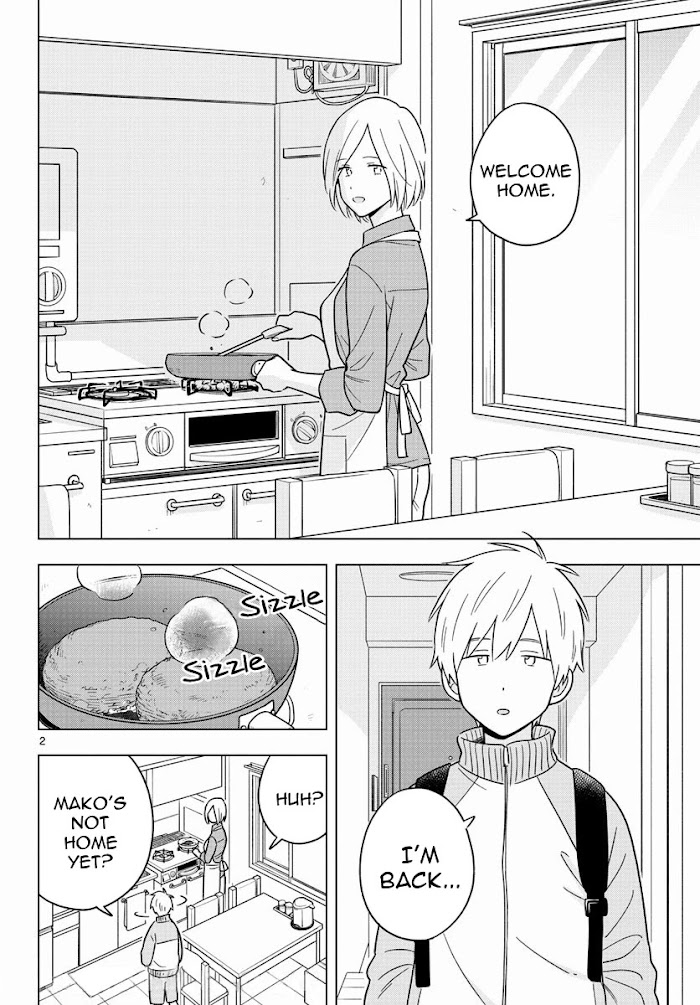 WELCOME
HOME.
I'M
BACK...
Sizzle
Sizzle
2
HUH?
MAKO'S
NOT
HOME
YET?